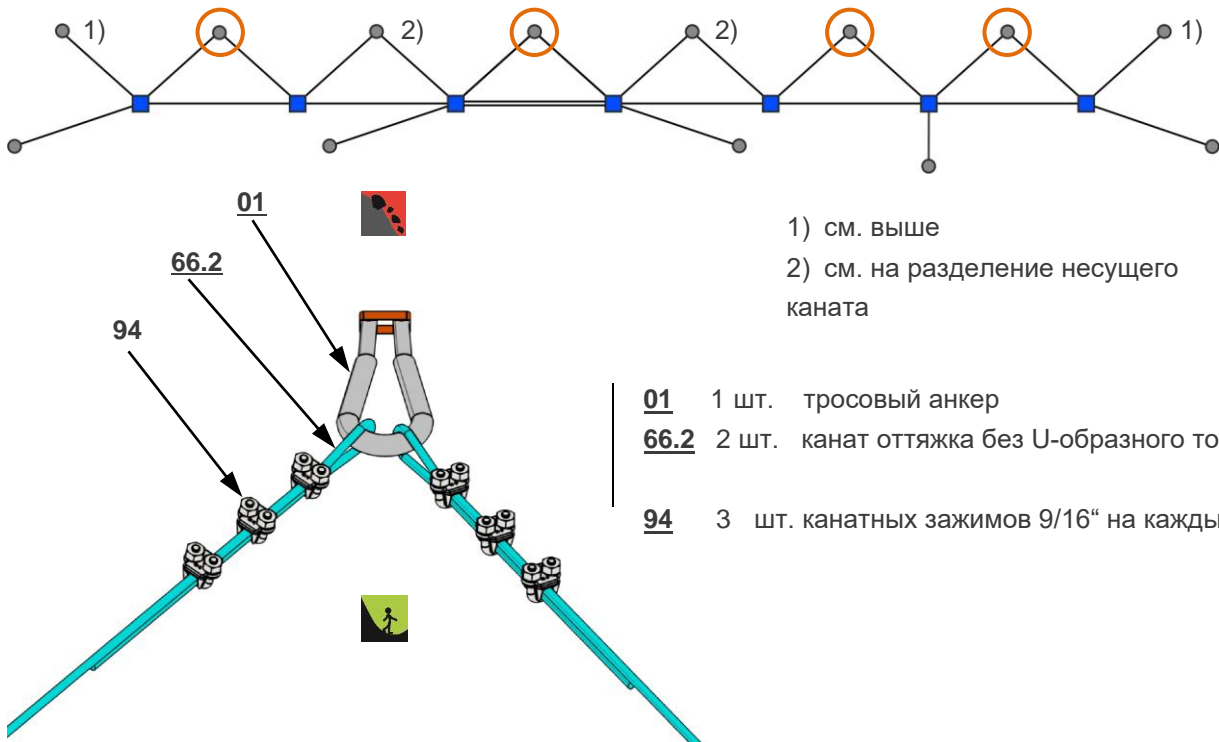 1) 2) 2) 1)
01
66.2
94
1) см. выше
2) см. на разделение несущего
каната
01 1 шт. тросовый анкер
66.2 2 шт. канат оттяжка без U-образного
94 3 шт. канатных зажимов 9/16“ на